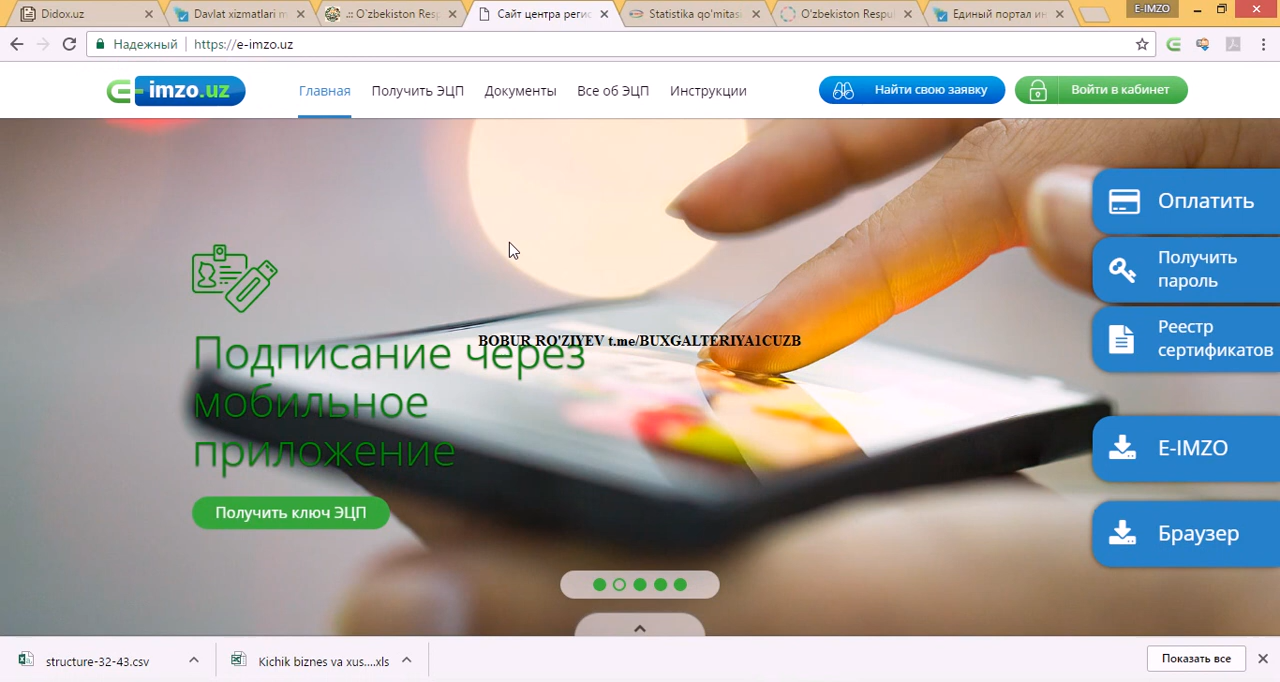 Didox.uz
Davlat xizmatlari m
.:: O`zbekiston Resp
Сайт центра регис
Statistika qo'mitasi
O'zbekiston Respul
Единый портал ин
E-IMZO
Надежный
https://e-imzo.uz
e-imzo.uz
Главная
Получить ЭЦП
Документы
Все об ЭЦП
Инструкции
Найти свою заявку
Войти в кабинет
Оплатить
Получить
пароль
Реестр
сертификатов
E-IMZO
Браузер
BOBUR RO'ZIYEV t.me/BUXGALTERIYA1CUZB
Подписание через
мобильное
приложение
Получить ключ ЭЦП
structure-32-43.csv
Kichik biznes va xus....xls
Показать все